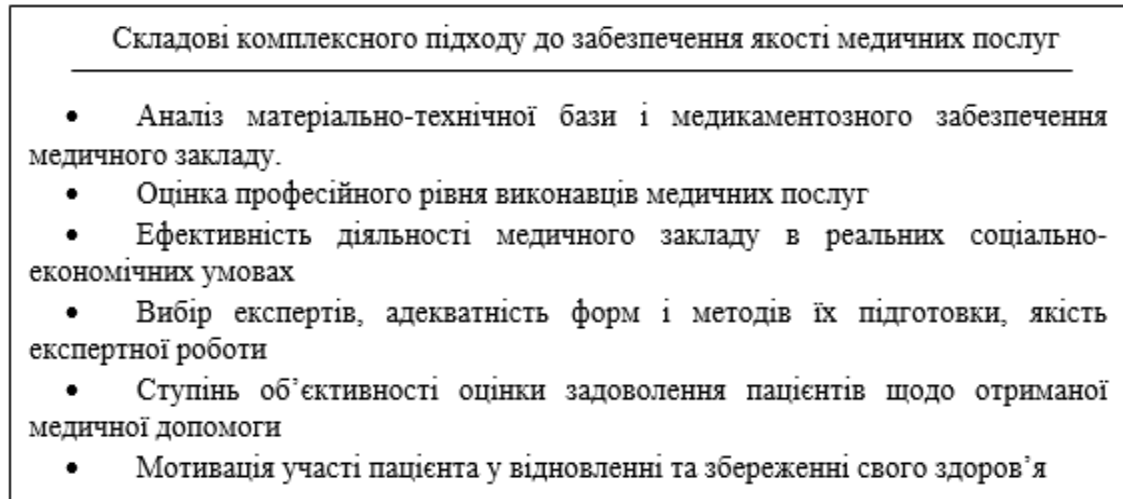 Складові комплексного підходу до забезпечення якості медичних послуг
• Аналіз матеріально-технічної бази і медикаментозного забезпечення
медичного закладу.
• Оцінка професійного рівня виконавців медичних послуг
• Ефективність діяльності медичного закладу в реальних соціально-
економічних умовах
• Вибір експертів, адекватність форм і методів їх підготовки, якість
експертної роботи
• Ступінь об’єктивності оцінки задоволення пацієнтів щодо отриманої
медичної допомоги
• Мотивація участі пацієнта у відновленні та збереженні свого здоров’я